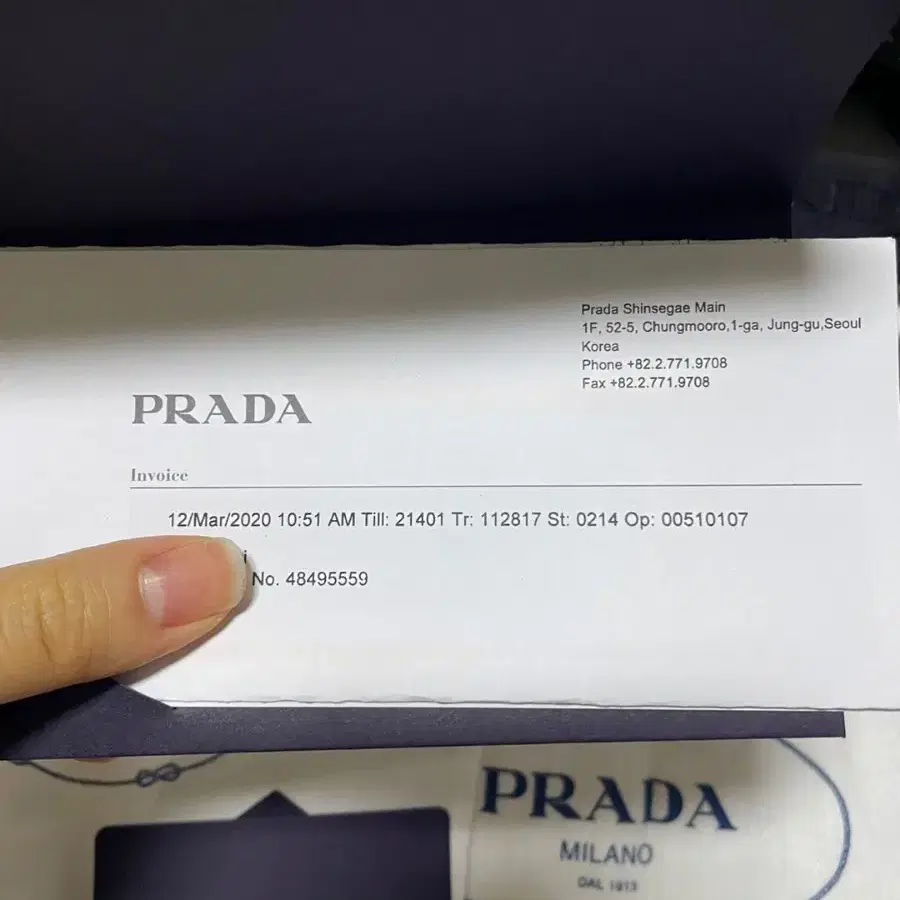 Prada Shinsegae Main
1F, 52-5, Chungmooro,1-ga, Jung-gu,Seoul
Korea
Phone +82.2.771.9708
Fax +82.2.771.9708
PRADA
Invoice
12/Mar/2020 10:51 AM Till: 21401 Tr: 112817 St: 0214 Op: 00510107
No. 48495559
PRADA
MILANO
DAL 1913